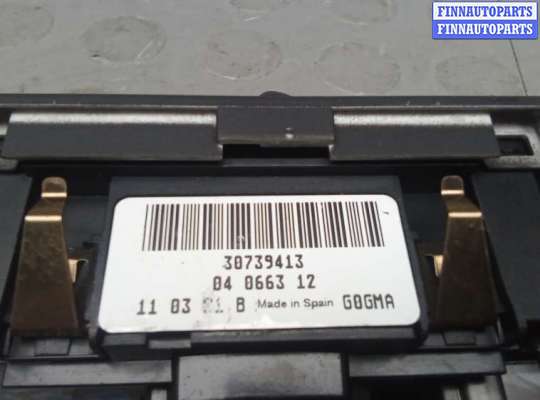 FINNAUTOPARTS
FINNAUTOPARTS
30739413
04 0663 12
11 03 B Made in Spain G0GMA